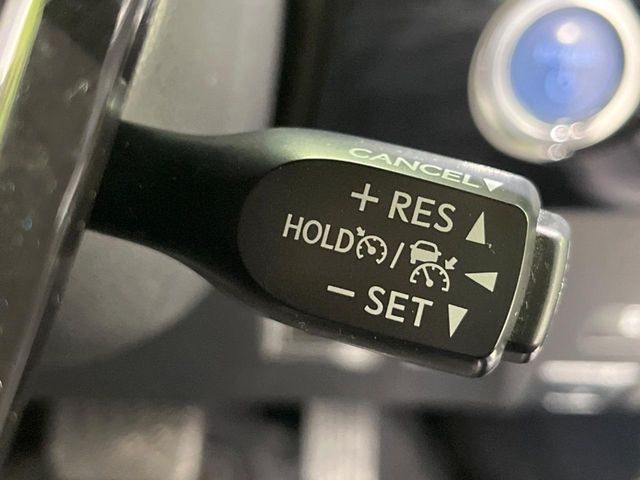 CANCEL▼
+ RES ▲
HOLD / ◀
− SET ▼